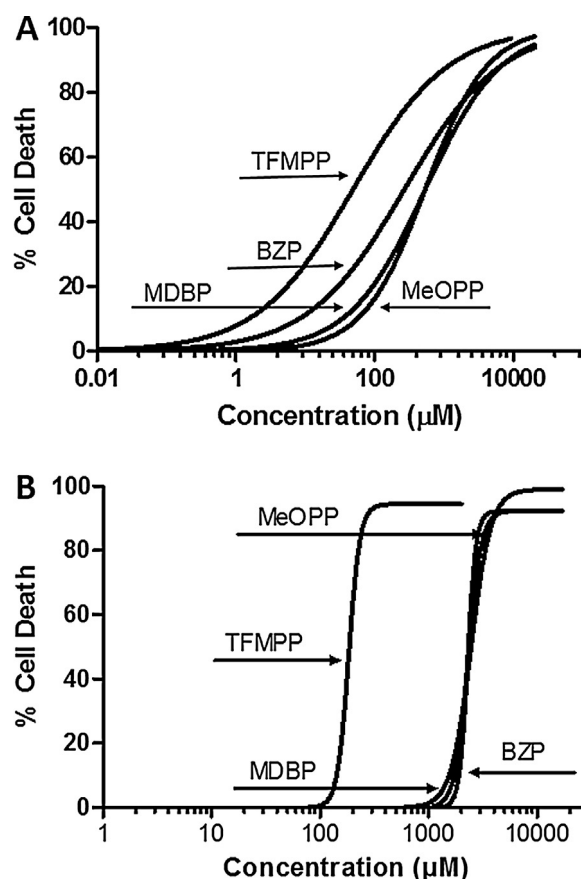 A
100
80
60
40
20
0
% Cell Death
TFMPP
BZP
MDBP
MeOPP
0.01 1 100 10000
Concentration (µM)
B
100
80
60
40
20
0
% Cell Death
MeOPP
TFMPP
MDBP
BZP
1 10 100 1000 10000
Concentration (µM)